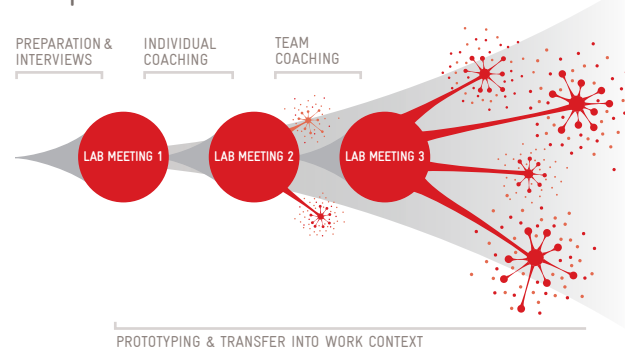 PREPARATION &
INTERVIEWS
INDIVIDUAL
COACHING
TEAM
COACHING
LAB MEETING 1
LAB MEETING 2
LAB MEETING 3
PROTOTYPING & TRANSFER INTO WORK CONTEXT